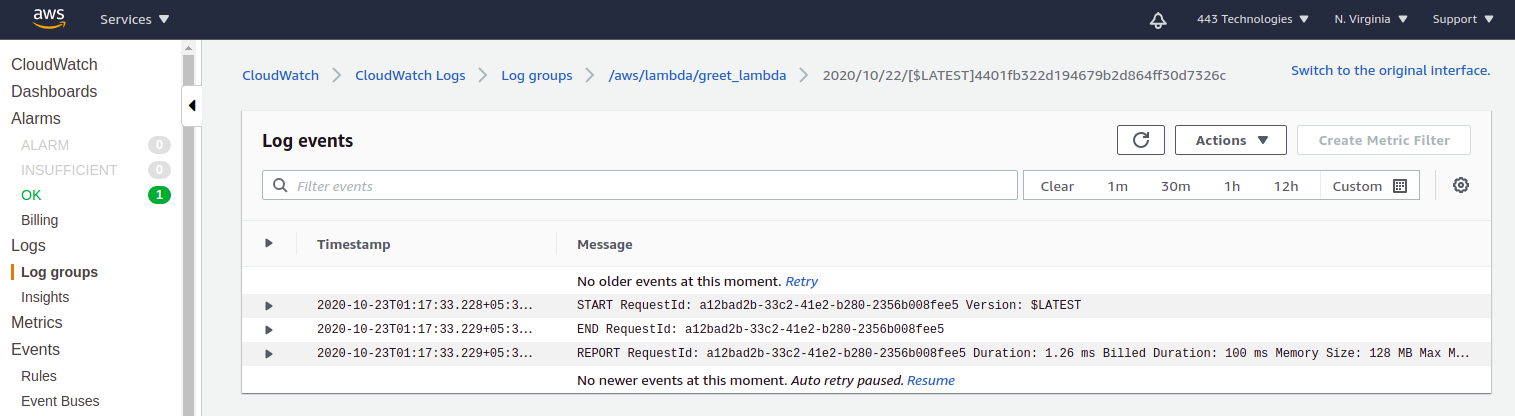 aws Services 443 Technologies N. Virginia Support
CloudWatch
Dashboards
Alarms
ALARM 0
INSUFFICIENT 0
OK 1
Billing
Logs
Log groups
Insights
Metrics
Events
Rules
Event Buses
CloudWatch CloudWatch Logs Log groups /aws/lambda/greet_lambda 2020/10/22/[$LATEST]4401fb322d194679b2d864ff30d7326c
Switch to the original interface.
Log events
Actions Create Metric Filter
Filter events Clear 1m 30m 1h 12h Custom
Timestamp Message
No older events at this moment. Retry
2020-10-23T01:17:33.228+05:3... START RequestId: a12bad2b-33c2-41e2-b280-2356b008fee5 Version: $LATEST
2020-10-23T01:17:33.229+05:3... END RequestId: a12bad2b-33c2-41e2-b280-2356b008fee5
2020-10-23T01:17:33.229+05:3... REPORT RequestId: a12bad2b-33c2-41e2-b280-2356b008fee5 Duration: 1.26 ms Billed Duration: 100 ms Memory Size: 128 MB Max M...
No newer events at this moment. Auto retry paused. Resume